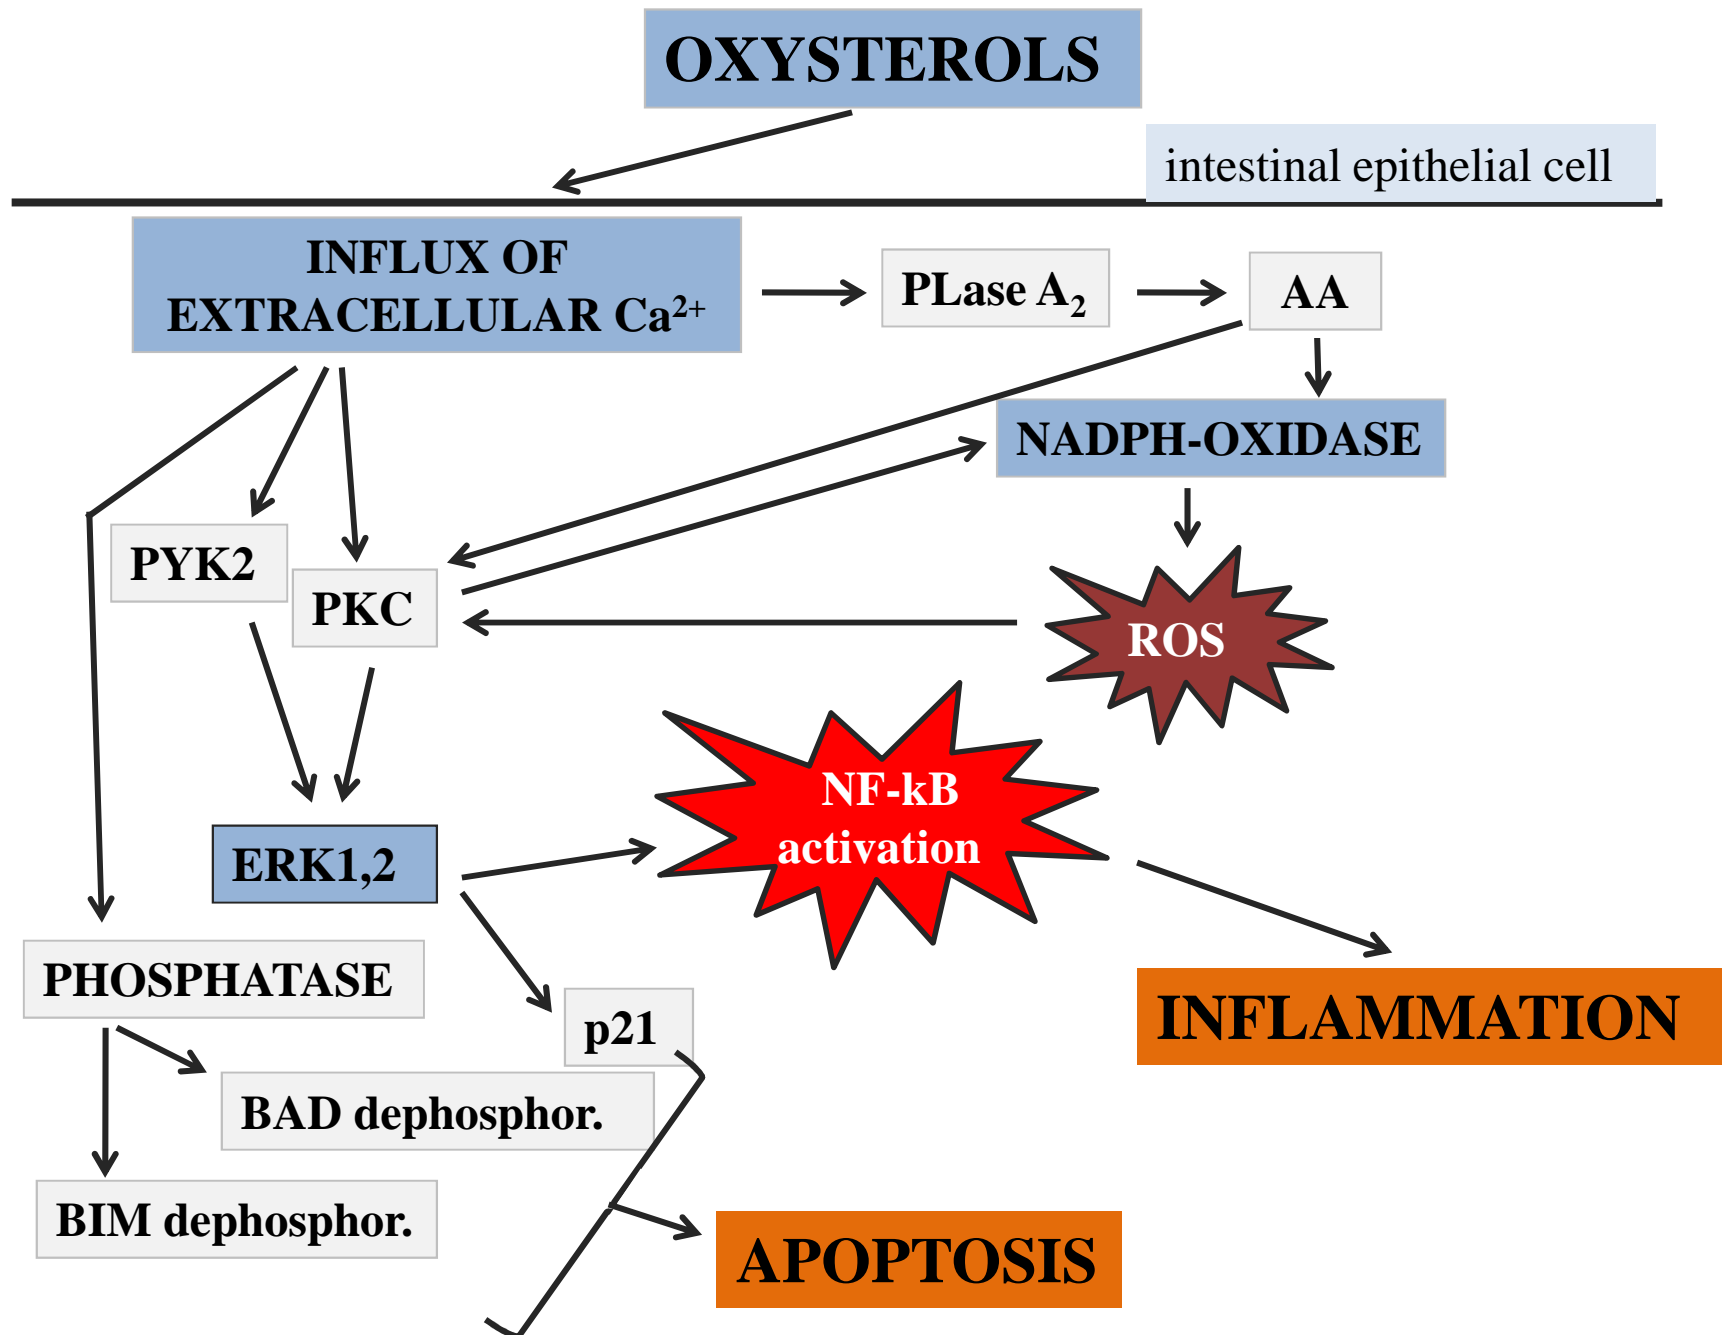 OXYSTEROLS
intestinal epithelial cell
INFLUX OF
EXTRACELLULAR Ca²⁺
PLase A₂
AA
NADPH-OXIDASE
PYK2
PKC
ROS
NF-kB
activation
ERK1,2
PHOSPHATASE
p21
INFLAMMATION
BAD dephosphor.
BIM dephosphor.
APOPTOSIS